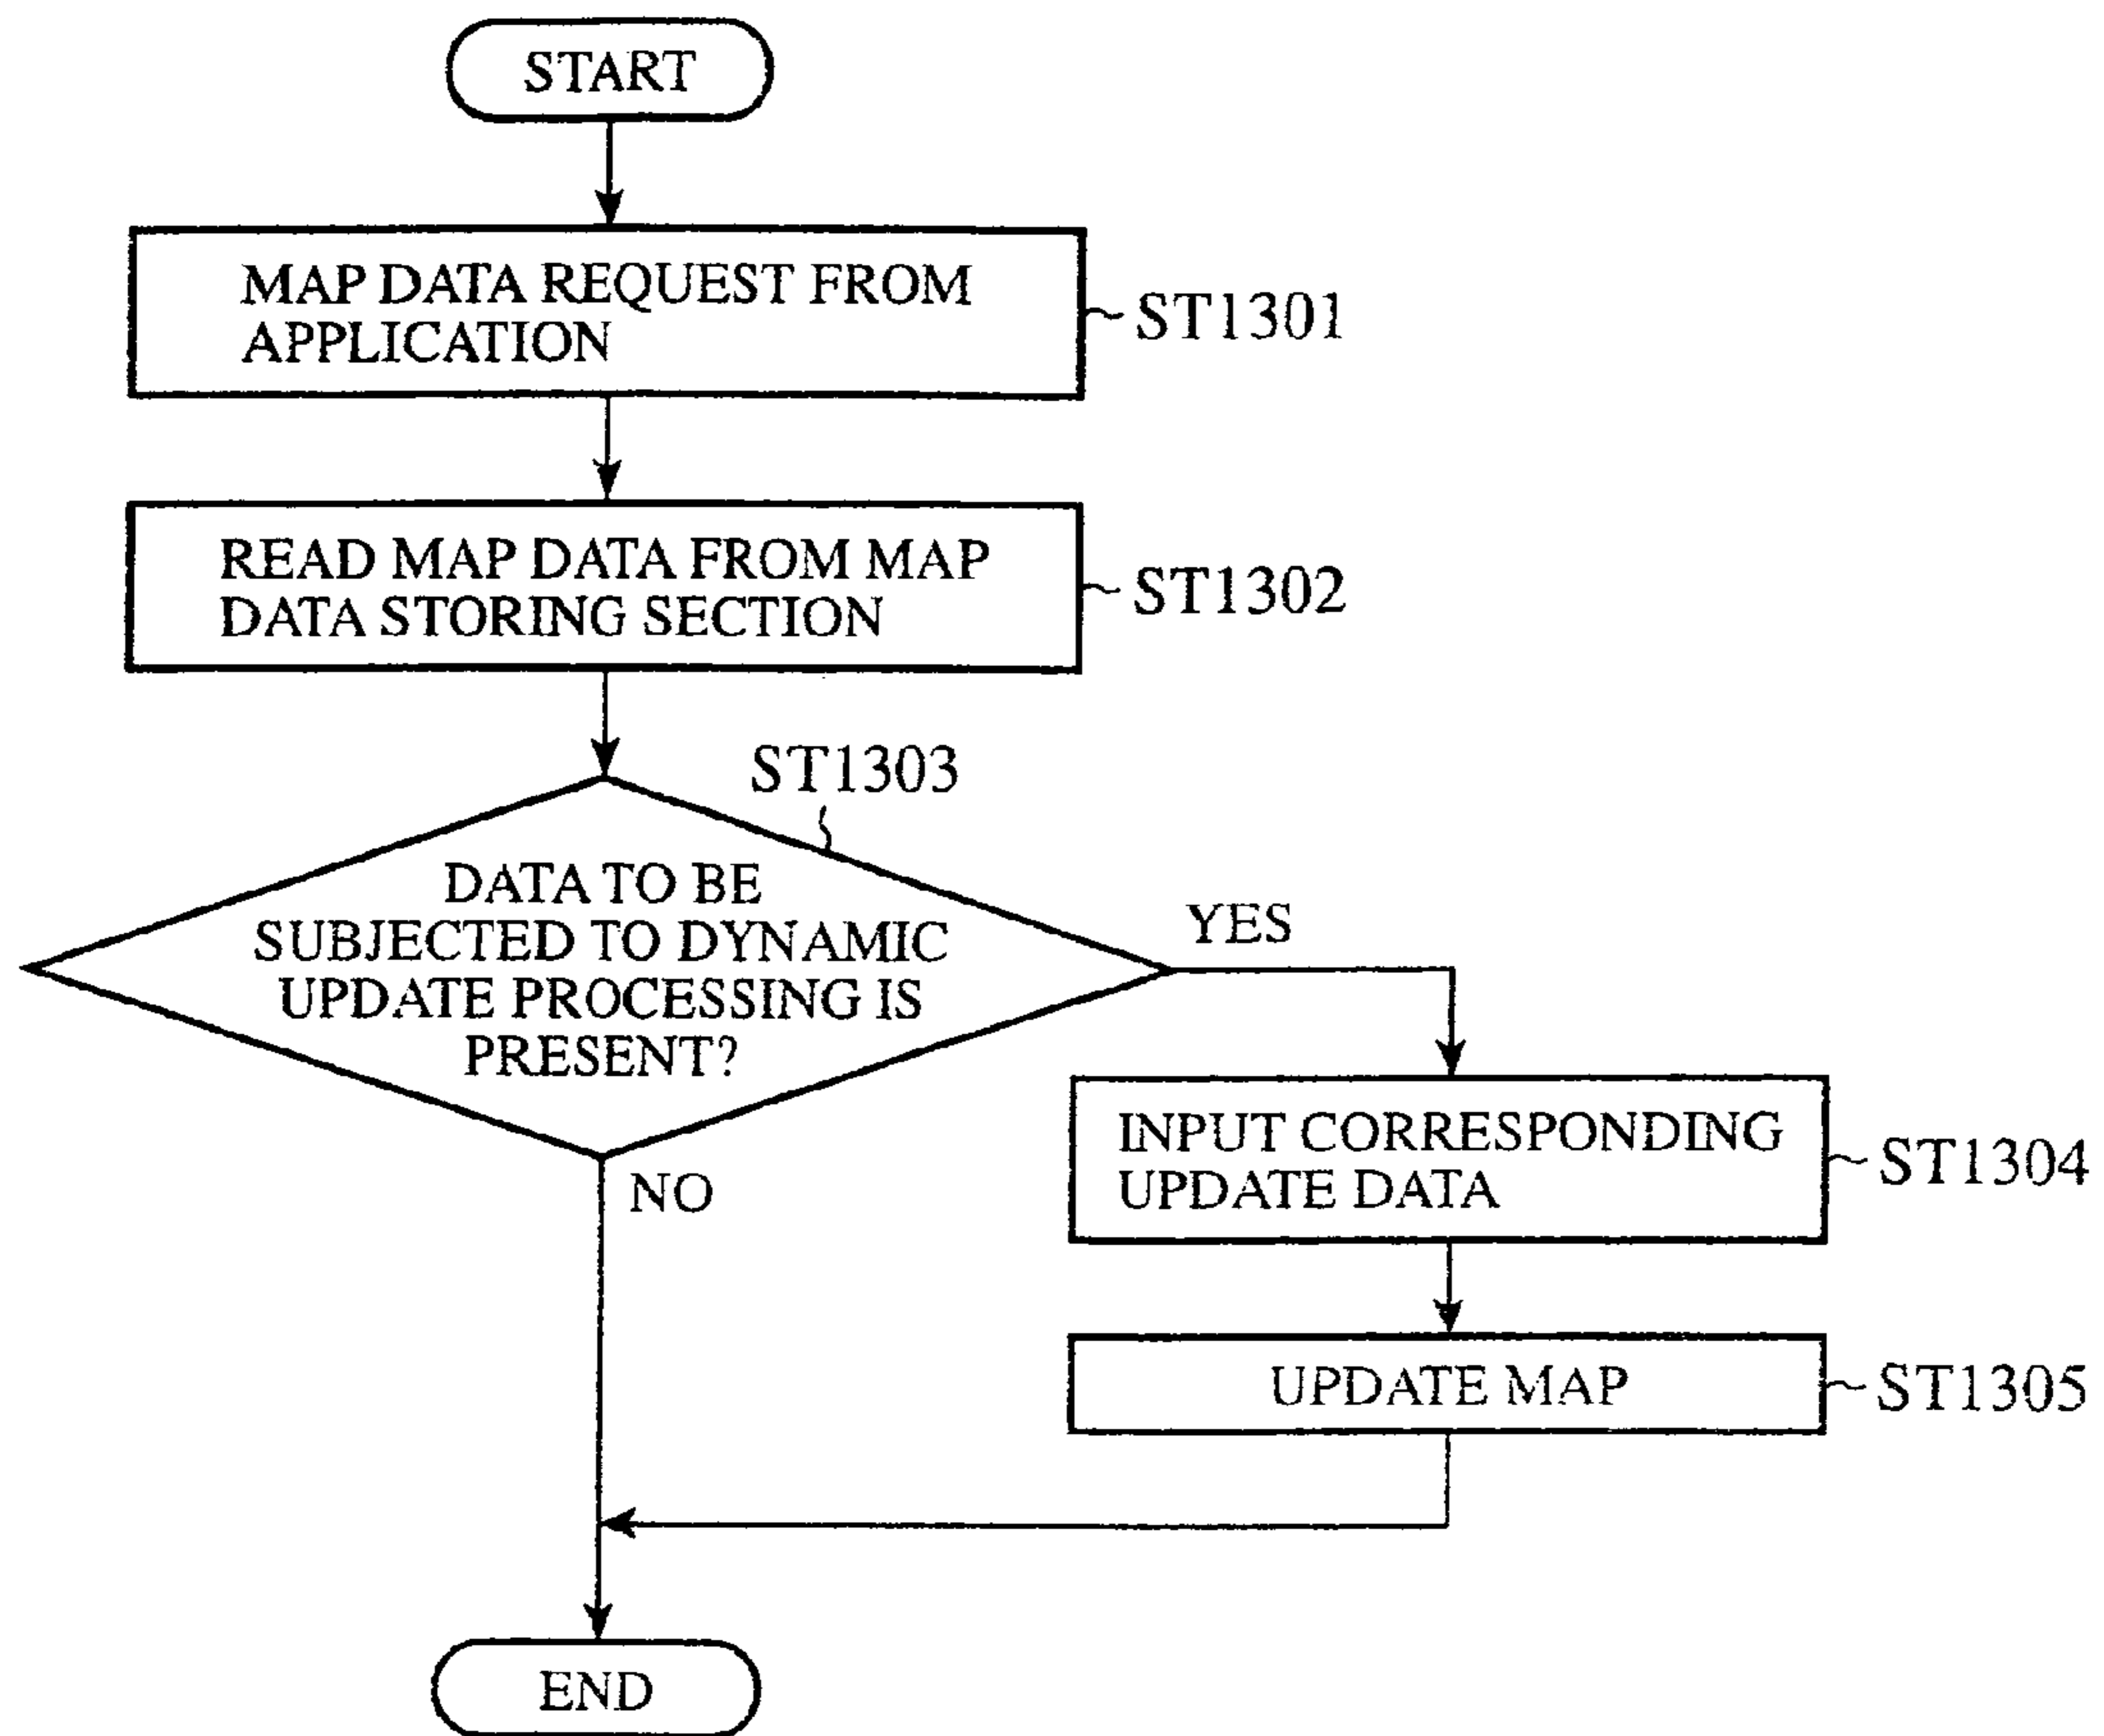 START
MAP DATA REQUEST FROM
APPLICATION
ST1301
READ MAP DATA FROM MAP
DATA STORING SECTION
ST1302
ST1303
DATA TO BE
SUBJECTED TO DYNAMIC
UPDATE PROCESSING IS
PRESENT?
YES
NO
INPUT CORRESPONDING
UPDATE DATA
ST1304
UPDATE MAP
ST1305
END